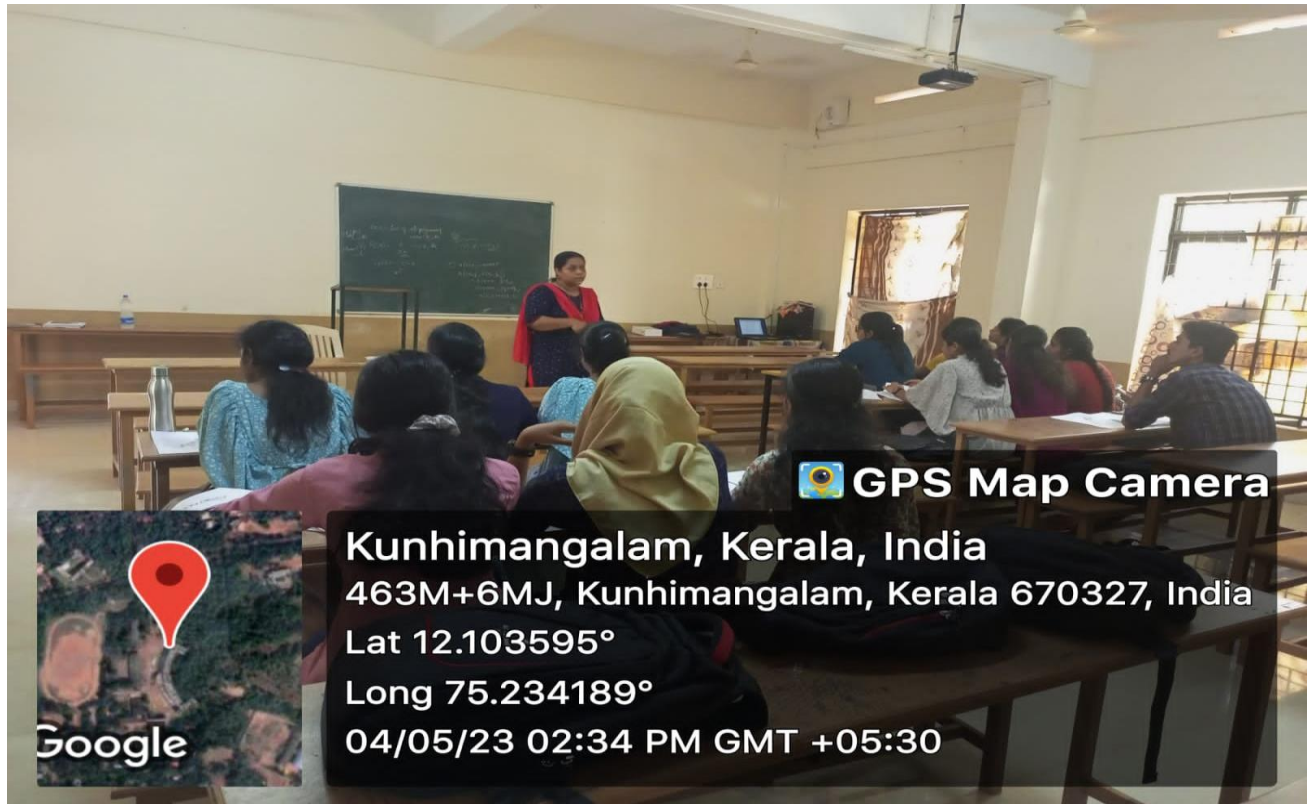 GPS Map Camera
Kunhimangalam, Kerala, India
463M+6MJ, Kunhimangalam, Kerala 670327, India
Lat 12.103595°
Long 75.234189°
04/05/23 02:34 PM GMT +05:30
Google